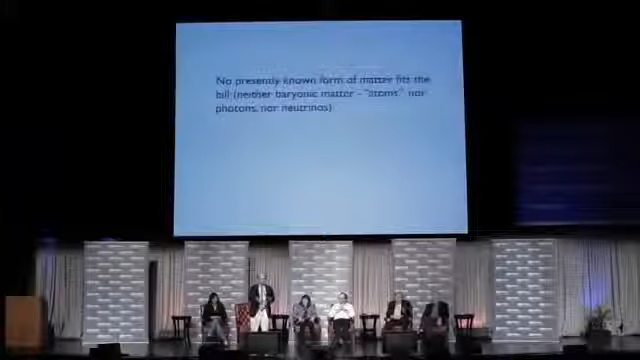 No presently known form of matter fits the
bill (neither baryonic matter - "atoms," nor
photons, nor neutrinos)